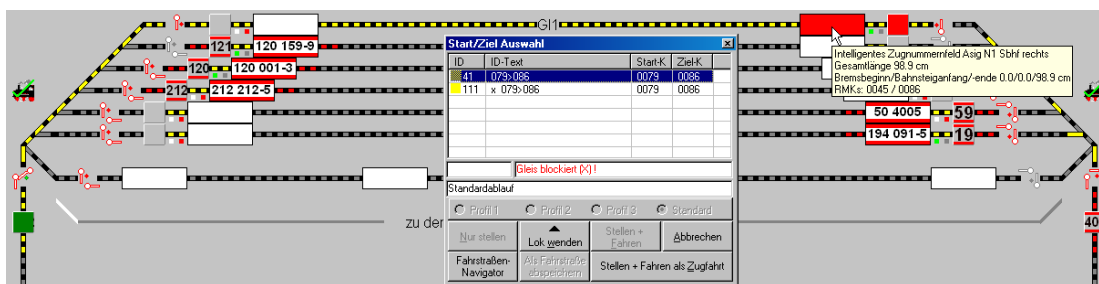 Gl1
121
120 159-9
120
120 001-3
212
212 212-5
zu der
Start/Ziel Auswahl
x
ID ID-Text Start-K Ziel-K
41 079>086 0079 0086
111 x 079>086 0079 0086
Gleis blockiert (X) !
Standardablauf
Profil 1 Profil 2 Profil 3 Standard
Nur stellen
Lok wenden
Stellen +
Fahren
Abbrechen
Fahrstraßen-
Navigator
Als Fahrstraße
abspeichern
Stellen + Fahren als Zugfahrt
Intelligentes Zugnummernfeld Asig N1 Sbhf rechts
Gesamtlänge 98.9 cm
Bremsbeginn/Bahnsteiganfang/-ende 0.0/0.0/98.9 cm
RMKs: 0045 / 0086
50 4005
59
194 091-5
19
40